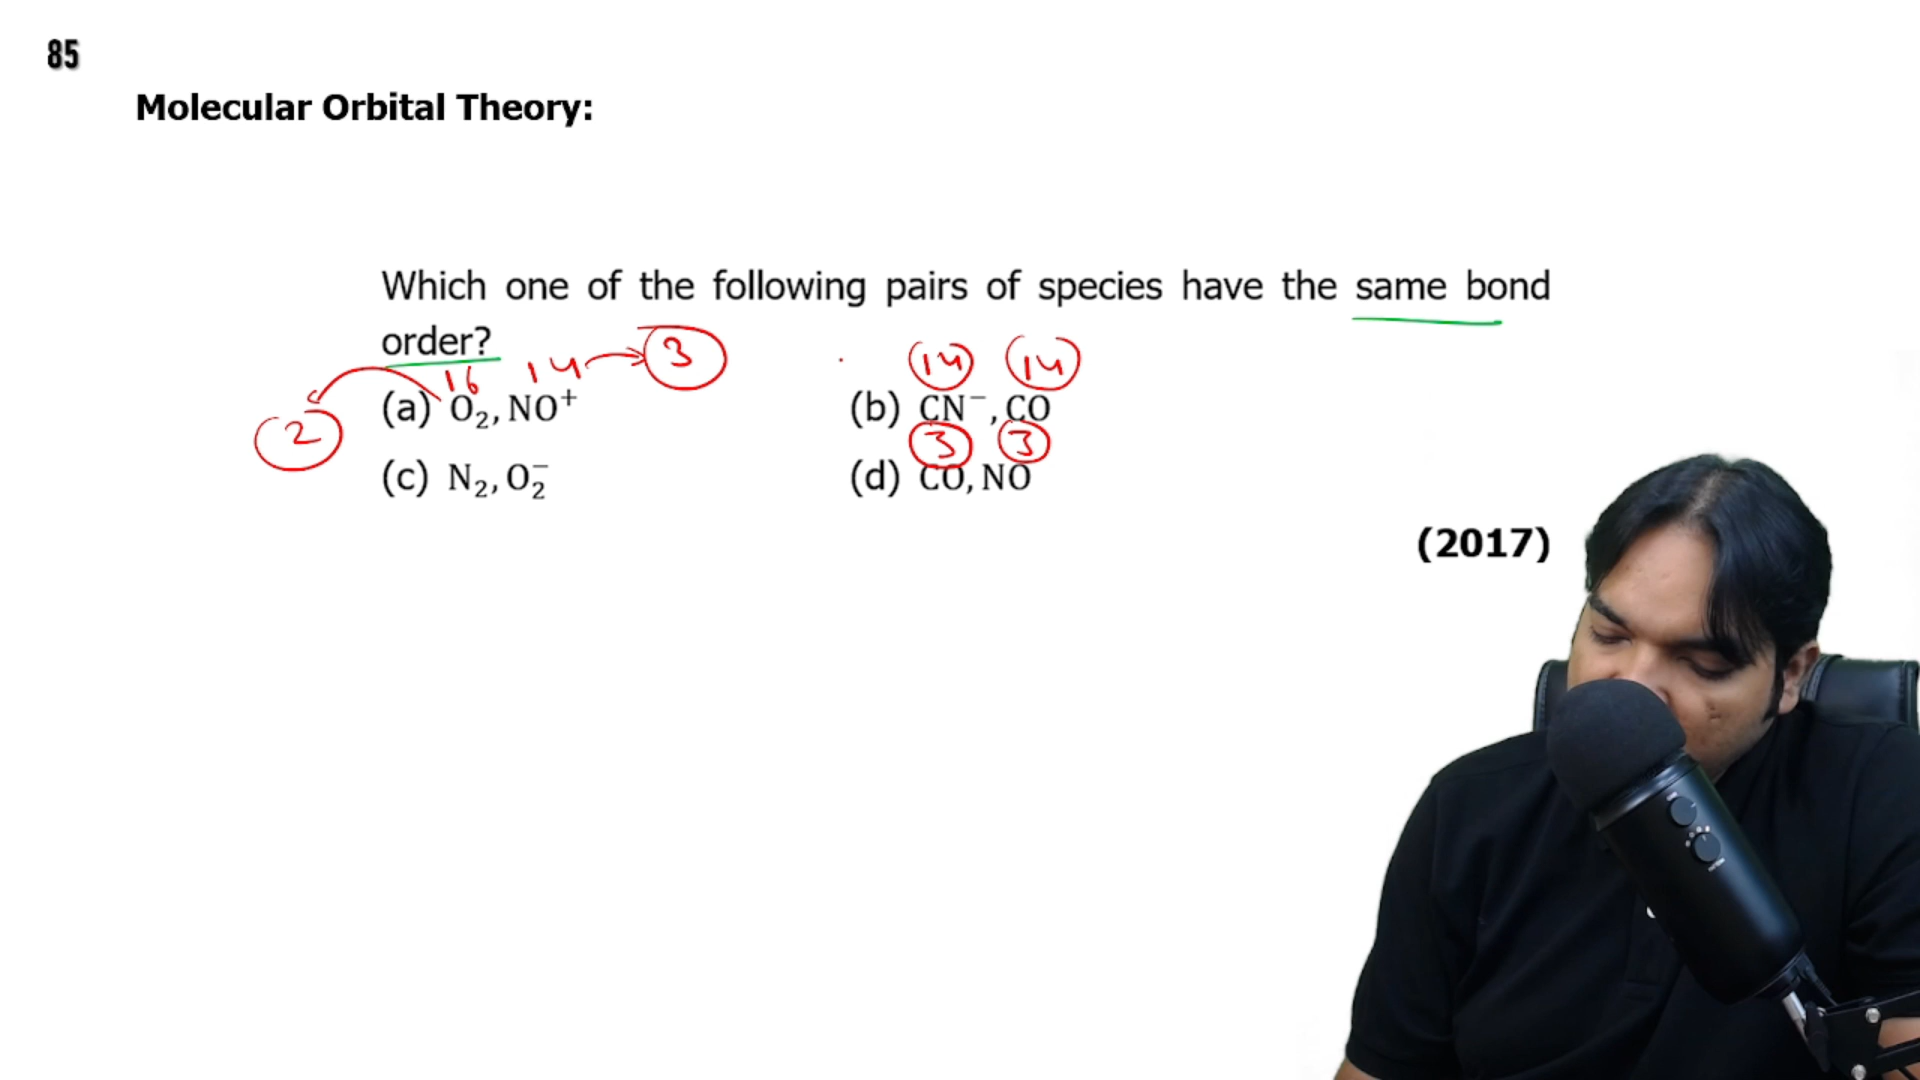 85
Molecular Orbital Theory:
Which one of the following pairs of species have the same bond
order?
3
14 14
16 14
(a) O₂, NO⁺ (b) CN⁻, CO
2
3 3
(c) N₂, O₂⁻ (d) CO, NO
(2017)